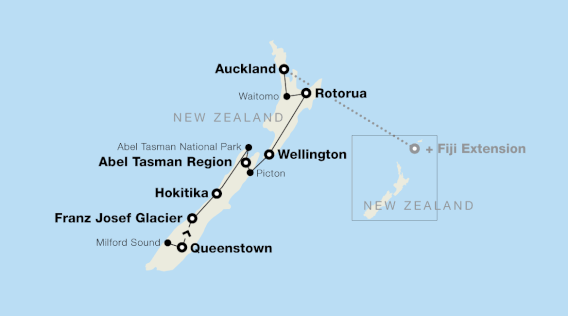 Auckland
Waitomo
Rotorua
NEW ZEALAND
Abel Tasman National Park
Abel Tasman Region
Wellington
Picton
+ Fiji Extension
Hokitika
NEW ZEALAND
Franz Josef Glacier
Milford Sound
Queenstown